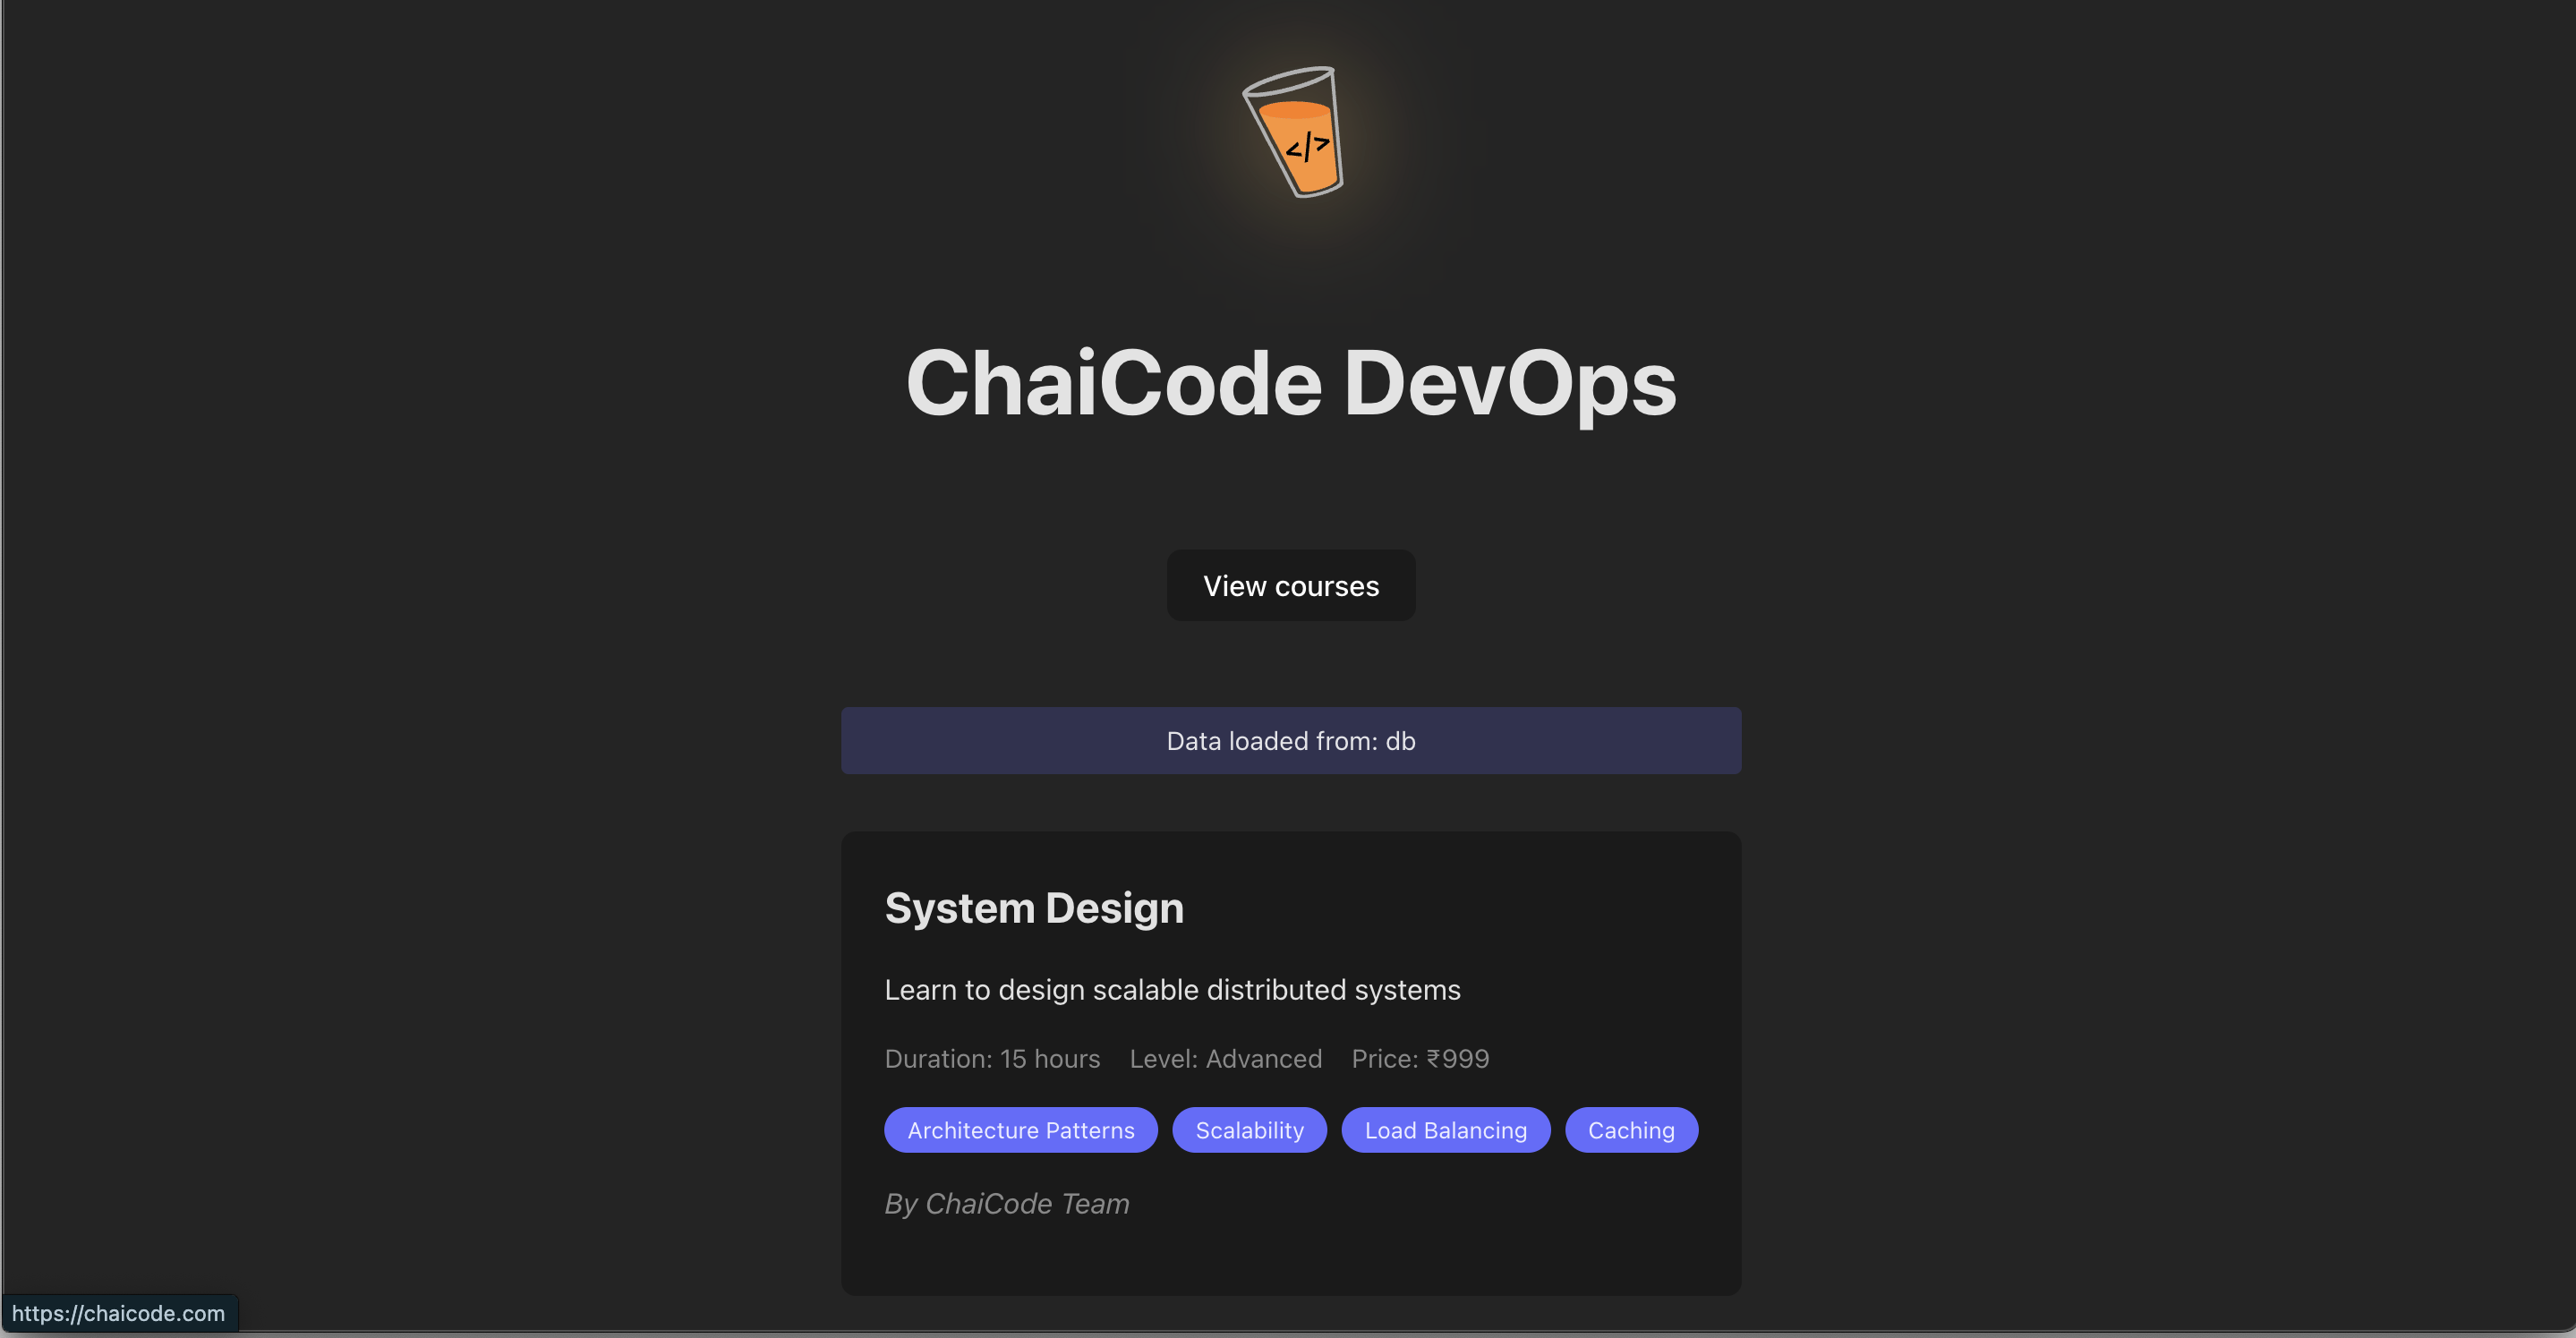 </>
ChaiCode DevOps
View courses
Data loaded from: db
System Design
Learn to design scalable distributed systems
Duration: 15 hours Level: Advanced Price: ₹999
Architecture Patterns Scalability Load Balancing Caching
By ChaiCode Team
https://chaicode.com